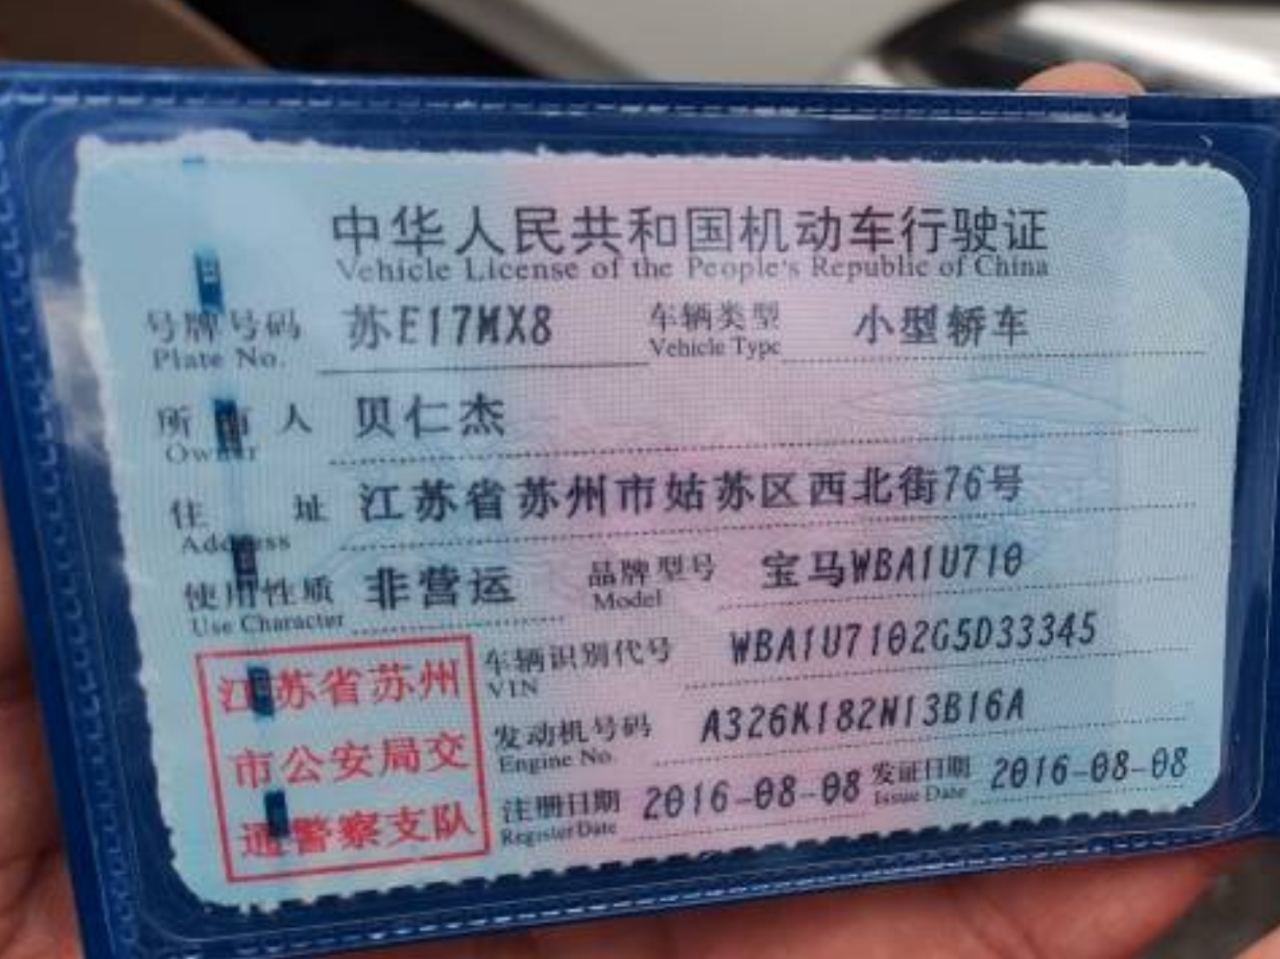 中华人民共和国机动车行驶证
Vehicle License of the People's Republic of China
号牌号码 苏E17MX8 车辆类型 小型轿车
Plate No. Vehicle Type
所有人 贝仁杰
Owner
住址 江苏省苏州市姑苏区西北街76号
Address
使用性质 非营运 品牌型号 宝马WBA1U710
Use Character Model
车辆识别代号 WBA1U7102G5D33345
VIN
发动机号码 A326K182N13B16A
Engine No.
注册日期 2016-08-08 发证日期 2016-08-08
Register Date Issue Date
江苏省苏州
市公安局交
通警察支队